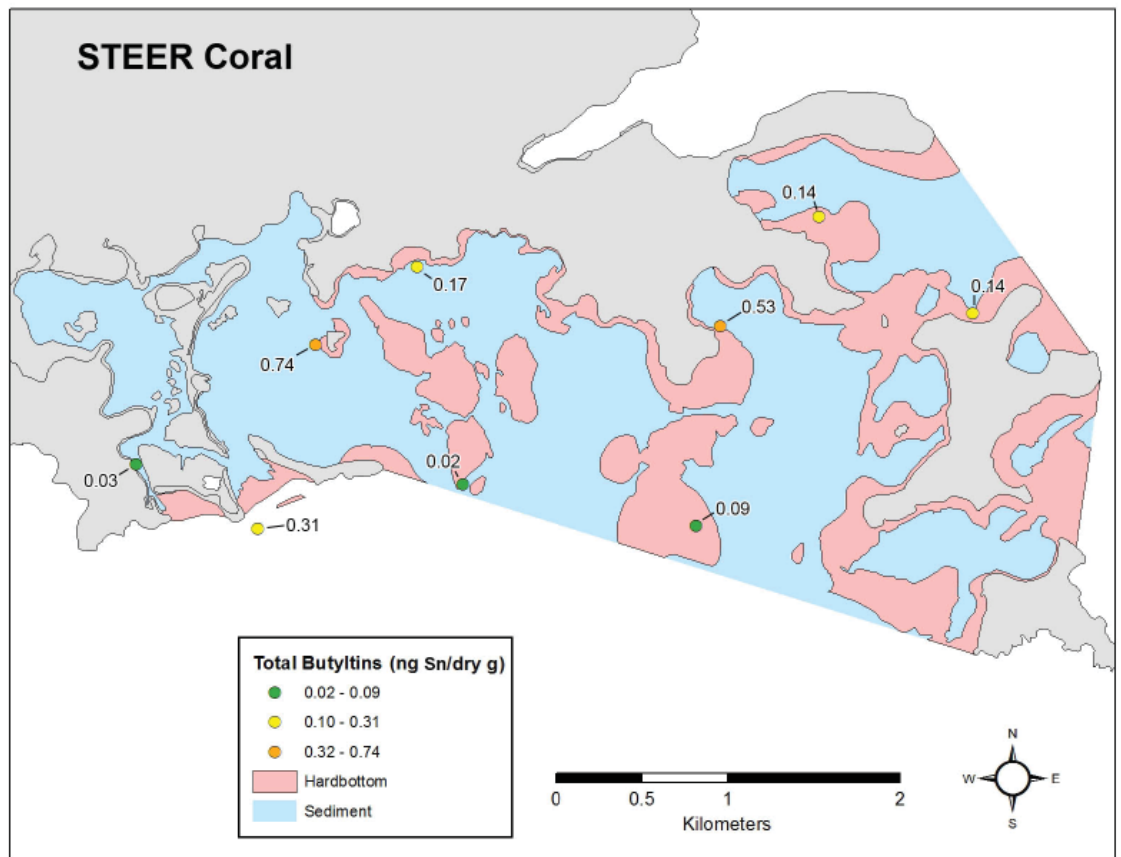 STEER Coral
0.14
0.17
0.14
0.53
0.74
0.02
0.03
0.09
0.31
Total Butyltins (ng Sn/dry g)
0.02 - 0.09
0.10 - 0.31
0.32 - 0.74
Hardbottom
Sediment
0 0.5 1 2
Kilometers
N
W E
S